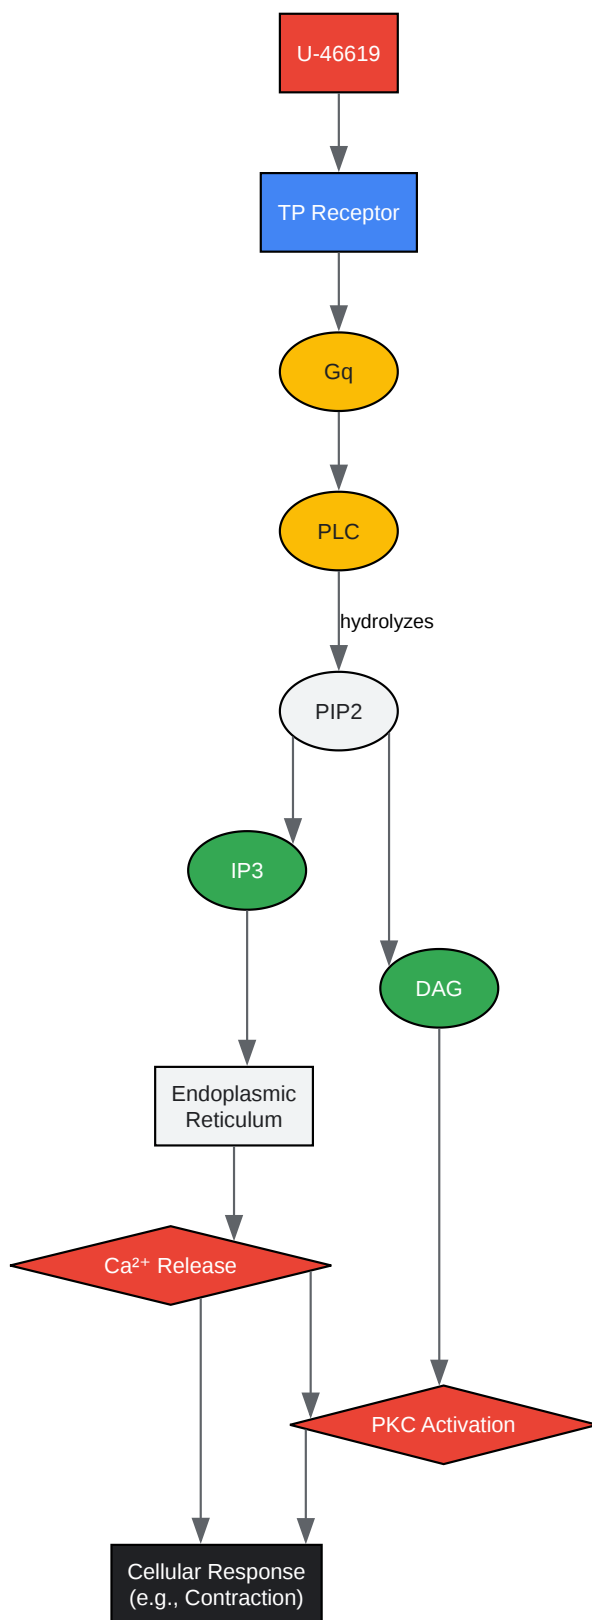 U-46619
TP Receptor
Gq
PLC
hydrolyzes
PIP2
IP3
DAG
Endoplasmic
Reticulum
Ca²⁺ Release
PKC Activation
Cellular Response
(e.g., Contraction)